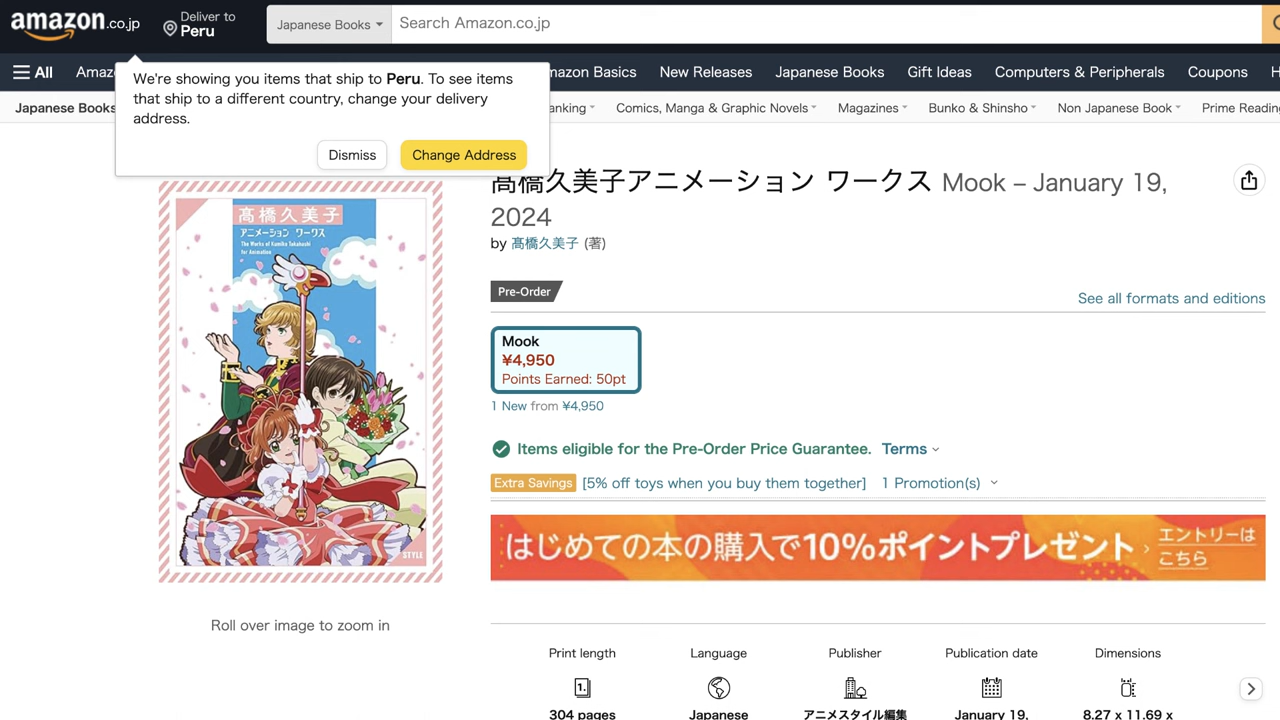 amazon.co.jp
Deliver to
Peru
Japanese Books
Search Amazon.co.jp
All
We're showing you items that ship to Peru. To see items
that ship to a different country, change your delivery
address.
Dismiss
Change Address
Basics
New Releases
Japanese Books
Gift Ideas
Computers & Peripherals
Coupons
Japanese Books
Comics, Manga & Graphic Novels
Magazines
Bunko & Shinsho
Non Japanese Book
Prime
髙橋久美子アニメーション ワークス Mook – January 19,
2024
by 髙橋久美子 (著)
髙橋久美子
アニメーション ワークス
The Works of Kumiko Takahashi
for Animation
STYLE
Roll over image to zoom in
Pre-Order
See all formats and editions
Mook
¥4,950
Points Earned: 50pt
1 New from ¥4,950
Items eligible for the Pre-Order Price Guarantee. Terms
Extra Savings [5% off toys when you buy them together] 1 Promotion(s)
はじめての本の購入で10%ポイントプレゼント
エントリーは
こちら
Print length
Language
Publisher
Publication date
Dimensions
1.
304 pages
Japanese
アニメスタイル編集
January 19,
8.27 x 11.69 x